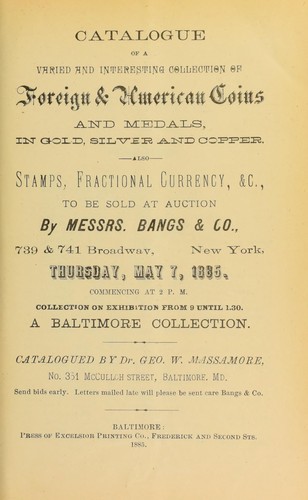 CATALOGUE
OF A
VARIED AND INTERESTING COLLECTION OF
Foreign & American Coins
AND MEDALS,
IN GOLD, SILVER AND COPPER.
ALSO
STAMPS, FRACTIONAL CURRENCY, &C.,
TO BE SOLD AT AUCTION
By MESSRS. BANGS & CO.,
739 & 741 Broadway, New York,
THURSDAY, MAY 7, 1885.
COMMENCING AT 2 P. M.
COLLECTION ON EXHIBITION FROM 9 UNTIL 1.30.
A BALTIMORE COLLECTION.
CATALOGUED BY Dr. GEO. W. MASSAMORE,
No. 351 McCULLOH STREET, BALTIMORE, MD.
Send bids early. Letters mailed late will please be sent care Bangs & Co.
BALTIMORE:
PRESS OF EXCELSIOR PRINTING CO., FREDERICK AND SECOND STS.
1885.